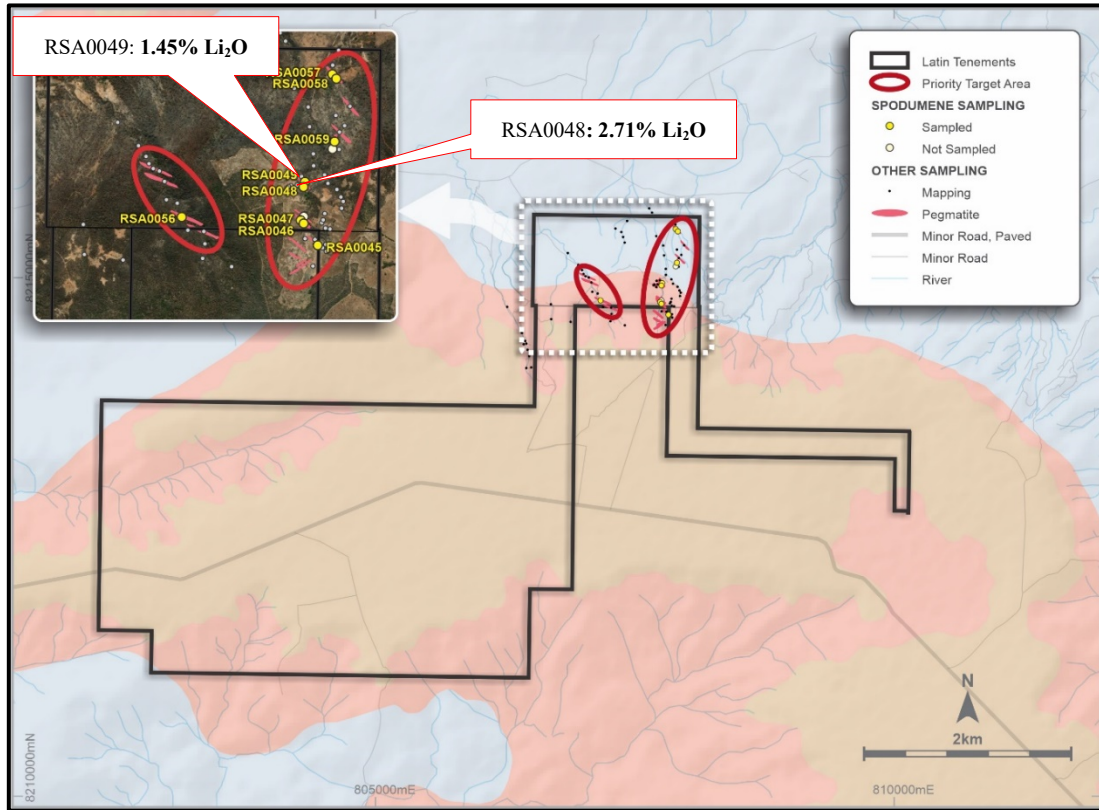 RSA0049: 1.45% Li₂O
RSA0048: 2.71% Li₂O
RSA0057
RSA0058
RSA0059
RSA0049
RSA0048
RSA0056
RSA0047
RSA0046
RSA0045
Latin Tenements
Priority Target Area
SPODUMENE SAMPLING
Sampled
Not Sampled
OTHER SAMPLING
Mapping
Pegmatite
Minor Road, Paved
Minor Road
River
8215000mN
8210000mN
805000mE
810000mE
N
2km